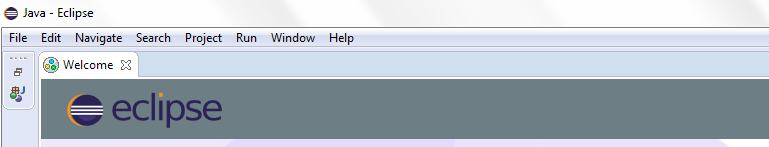 Java - Eclipse
File Edit Navigate Search Project Run Window Help
Welcome
eclipse